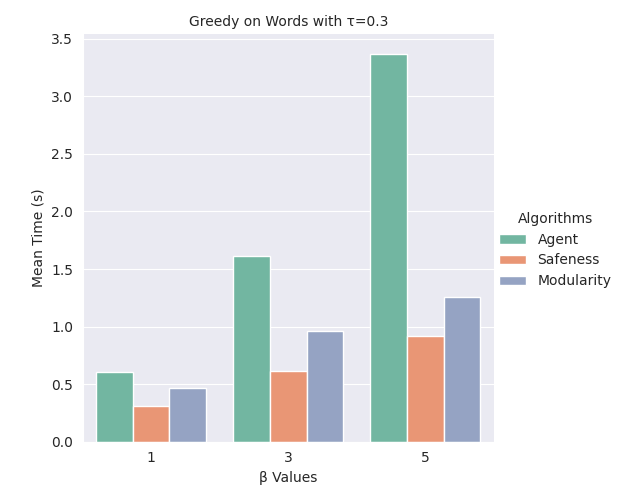 Greedy on Words with τ=0.3
3.5
3.0
2.5
2.0
1.5
1.0
0.5
0.0
Mean Time (s)
1
3
5
β Values
Algorithms
Agent
Safeness
Modularity